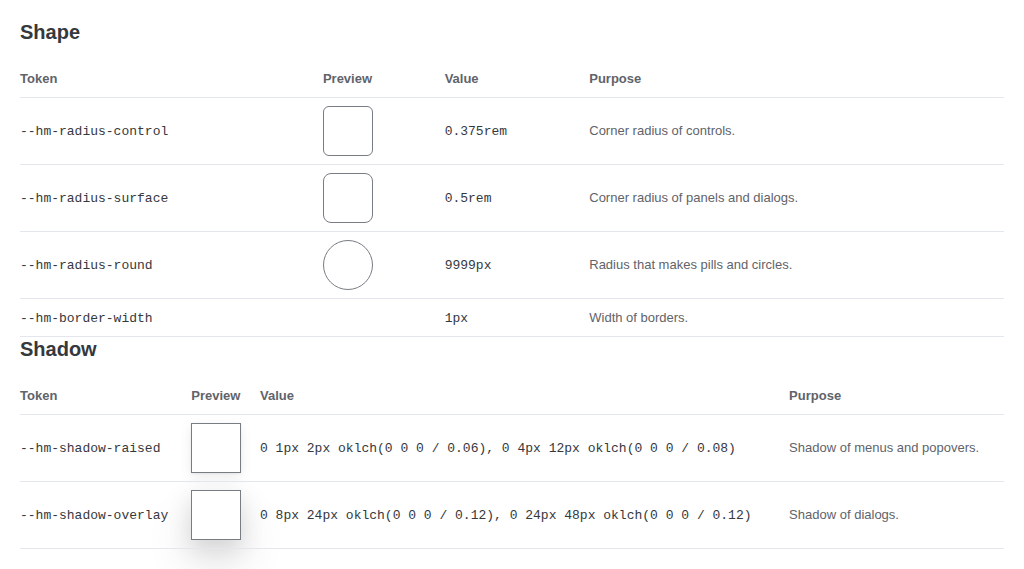 Shape
Token Preview Value Purpose
--hm-radius-control 0.375rem Corner radius of controls.
--hm-radius-surface 0.5rem Corner radius of panels and dialogs.
--hm-radius-round 9999px Radius that makes pills and circles.
--hm-border-width 1px Width of borders.
Shadow
Token Preview Value Purpose
--hm-shadow-raised 0 1px 2px oklch(0 0 0 / 0.06), 0 4px 12px oklch(0 0 0 / 0.08) Shadow of menus and popovers.
--hm-shadow-overlay 0 8px 24px oklch(0 0 0 / 0.12), 0 24px 48px oklch(0 0 0 / 0.12) Shadow of dialogs.